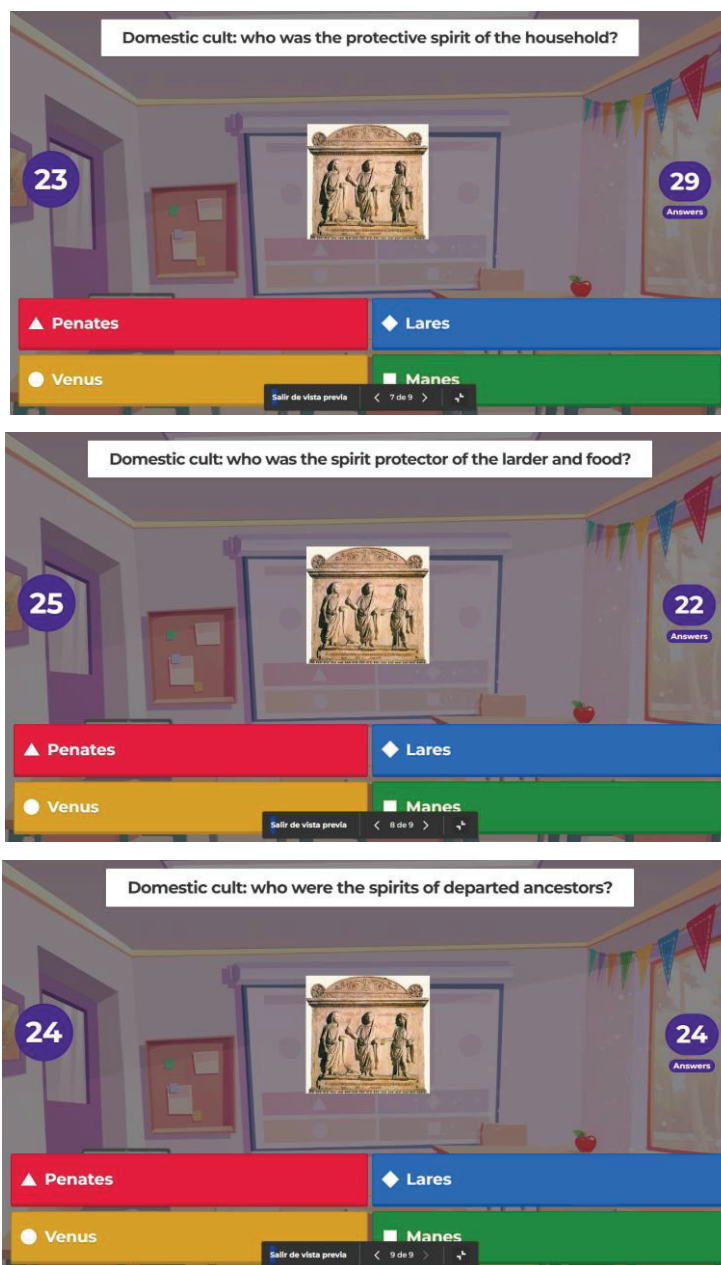 Domestic cult: who was the protective spirit of the household?
23
29
Answers
Penates
Lares
Venus
Manes
Salir de vista previa
7 de 9
Domestic cult: who was the spirit protector of the larder and food?
25
22
Answers
Penates
Lares
Venus
Manes
Salir de vista previa
8 de 9
Domestic cult: who were the spirits of departed ancestors?
24
24
Answers
Penates
Lares
Venus
Manes
Salir de vista previa
9 de 9